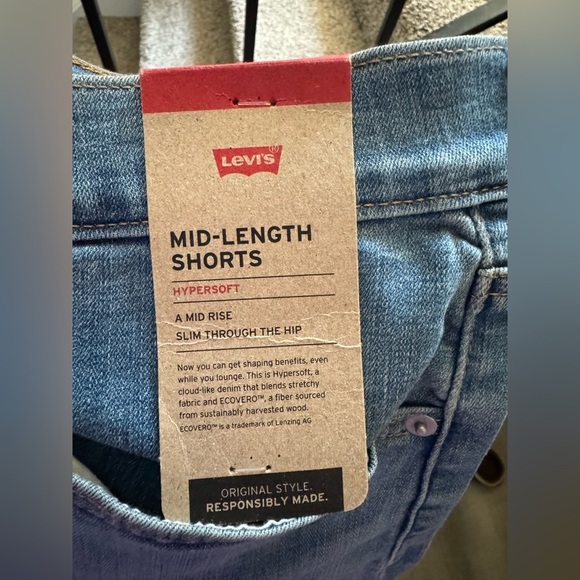 Levi's®
MID-LENGTH
SHORTS
HYPERSOFT
A MID RISE
SLIM THROUGH THE HIP
Now you can get shaping benefits, even
while you lounge. This is Hypersoft, a
cloud-like denim that blends stretchy
fabric and ECOVERO™, a fiber sourced
from sustainably harvested wood.
ECOVERO™ is a trademark of Lenzing AG
ORIGINAL STYLE.
RESPONSIBLY MADE.